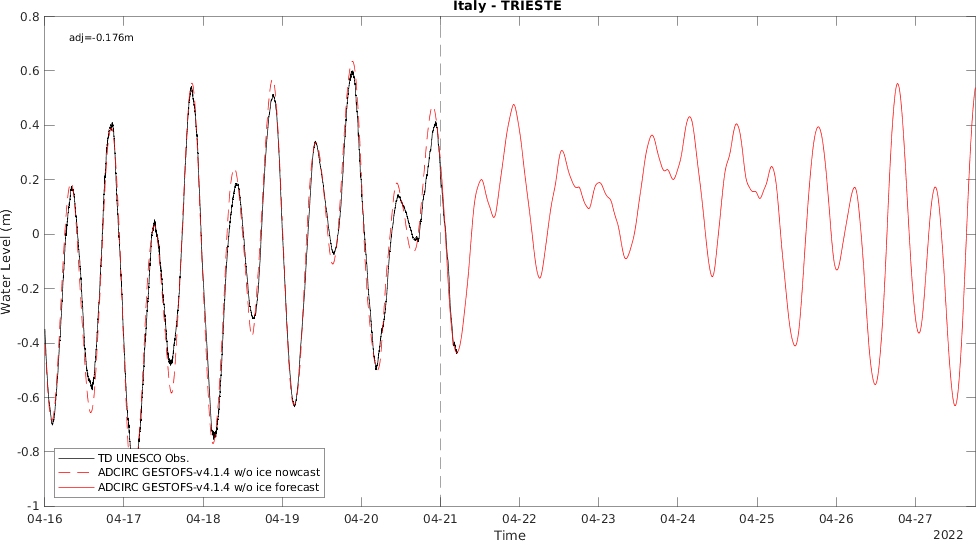 Italy - TRIESTE
adj=-0.176m
0.8
0.6
0.4
0.2
0
-0.2
-0.4
-0.6
-0.8
-1
Water Level (m)
TD UNESCO Obs.
ADCIRC GESTOFS-v4.1.4 w/o ice nowcast
ADCIRC GESTOFS-v4.1.4 w/o ice forecast
04-16 04-17 04-18 04-19 04-20 04-21 04-22 04-23 04-24 04-25 04-26 04-27
Time
2022